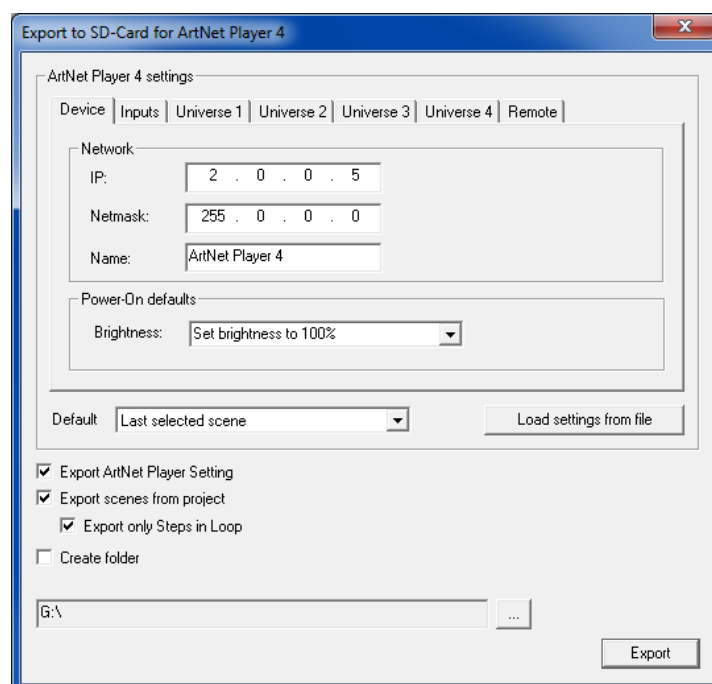 Export to SD-Card for ArtNet Player 4
ArtNet Player 4 settings
Device Inputs Universe 1 Universe 2 Universe 3 Universe 4 Remote
Network
IP: 2 . 0 . 0 . 5
Netmask: 255 . 0 . 0 . 0
Name: ArtNet Player 4
Power-On defaults
Brightness: Set brightness to 100%
Default Last selected scene Load settings from file
Export ArtNet Player Setting
Export scenes from project
Export only Steps in Loop
Create folder
G:\ ...
Export